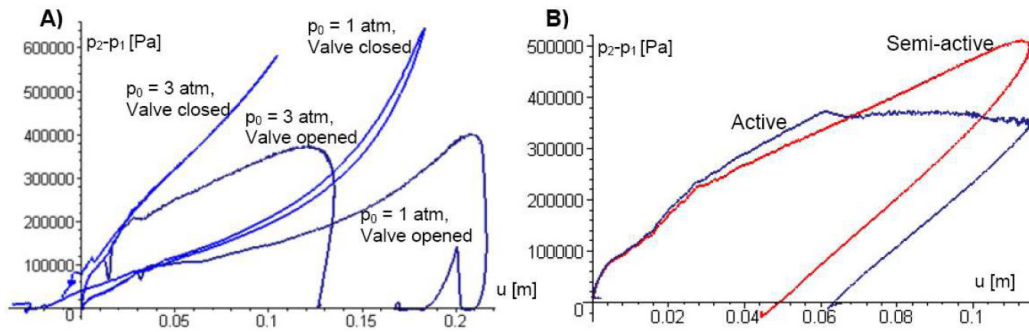 A)
p₂-p₁ [Pa]
600000
500000
400000
300000
200000
100000
0.05
0.1
0.15
0.2
u [m]
p₀ = 1 atm,
Valve closed
p₀ = 3 atm,
Valve closed
p₀ = 3 atm,
Valve opened
p₀ = 1 atm,
Valve opened
B)
p₂-p₁ [Pa]
500000
400000
300000
200000
100000
0
0.02
0.04
0.06
0.08
0.1
u [m]
Semi-active
Active